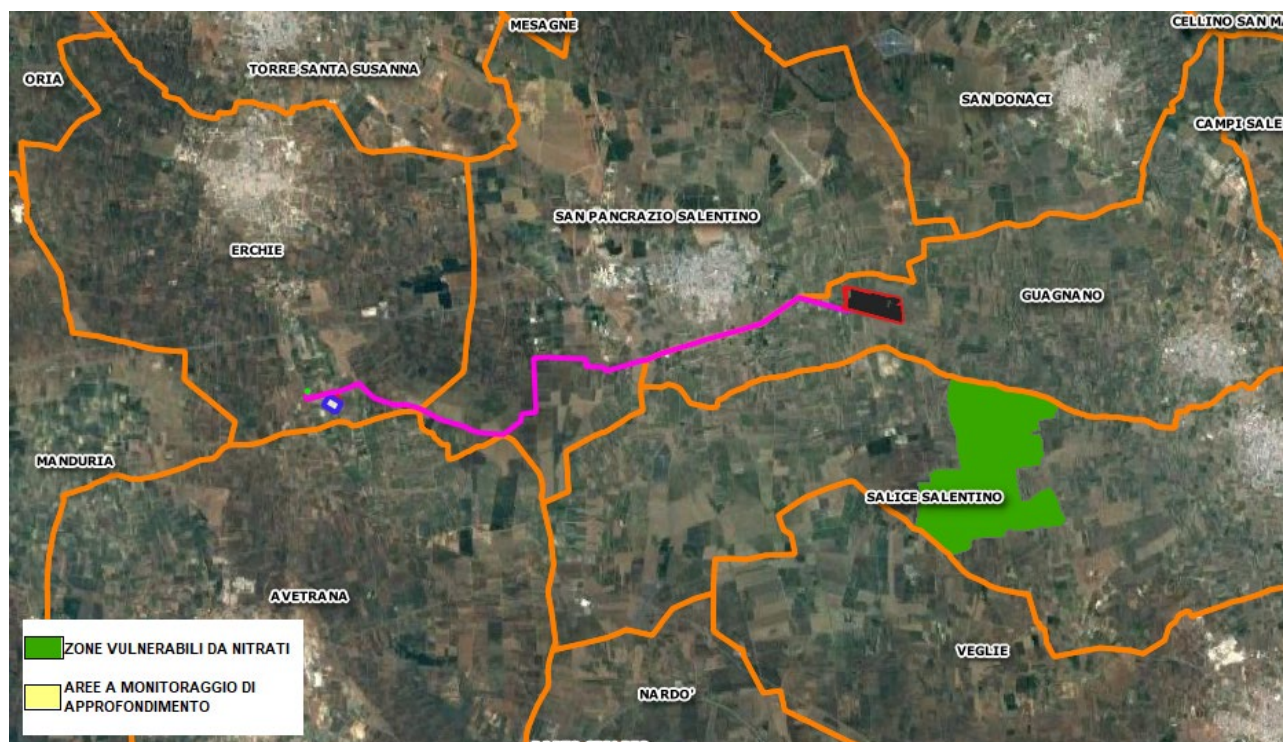 MESAGNE
CELLINO SAN MA
ORIA
TORRE SANTA SUSANNA
SAN DONACI
CAMPI SALE
SAN PANCRAZIO SALENTINO
ERCHIE
GUAGNANO
MANDURIA
SALICE SALENTINO
AVETRANA
ZONE VULNERABILI DA NITRATI
VEGLIE
AREE A MONITORAGGIO DI
APPROFONDIMENTO
NARDO'